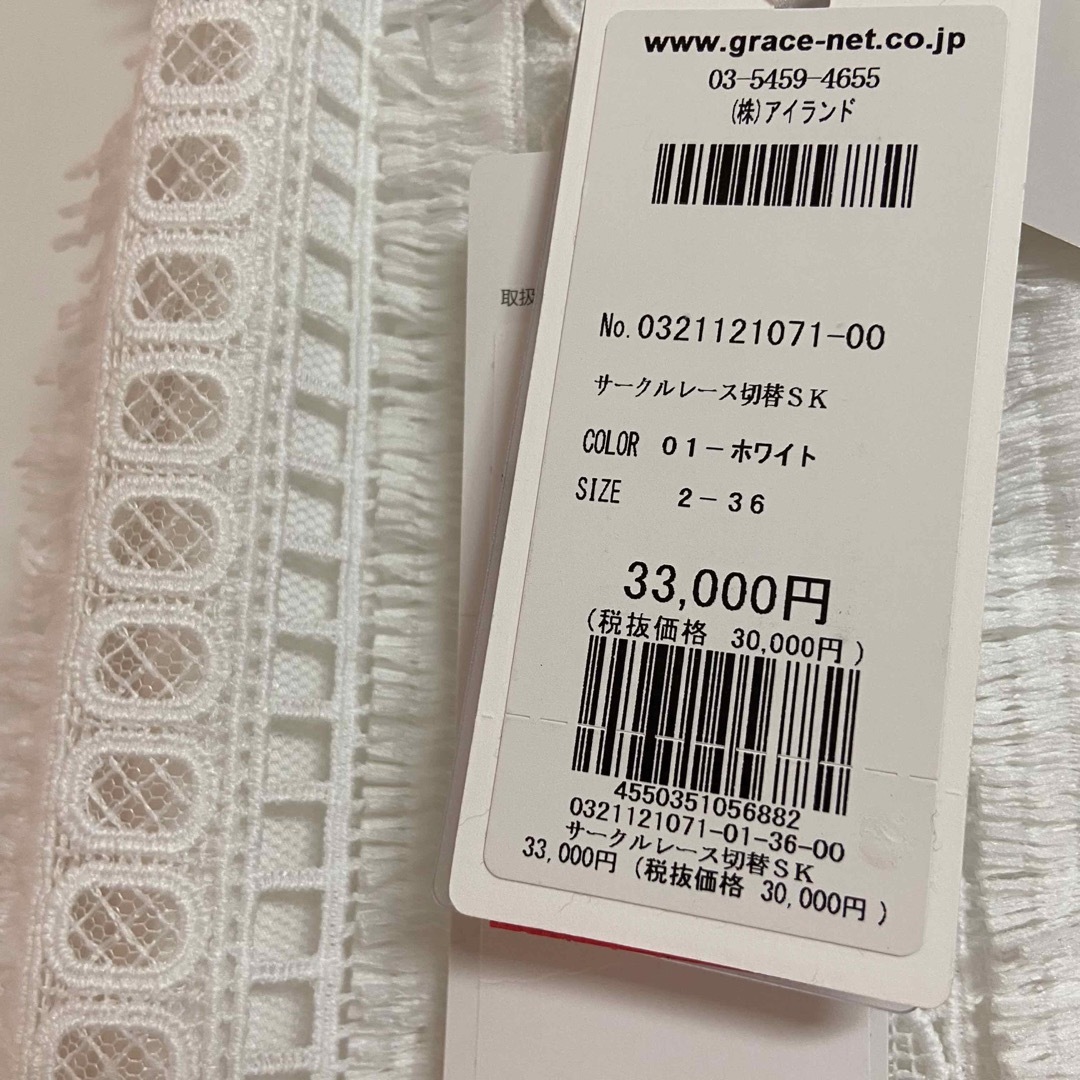 www.grace-net.co.jp
03-5459-4655
(株)アイランド
取扱
No.0321121071-00
サークルレース切替SK
COLOR 01-ホワイト
SIZE 2-36
33,000円
(税抜価格 30,000円)
4550351056882
0321121071-01-36-00
サークルレース切替SK
33,000円 (税抜価格 30,000円)